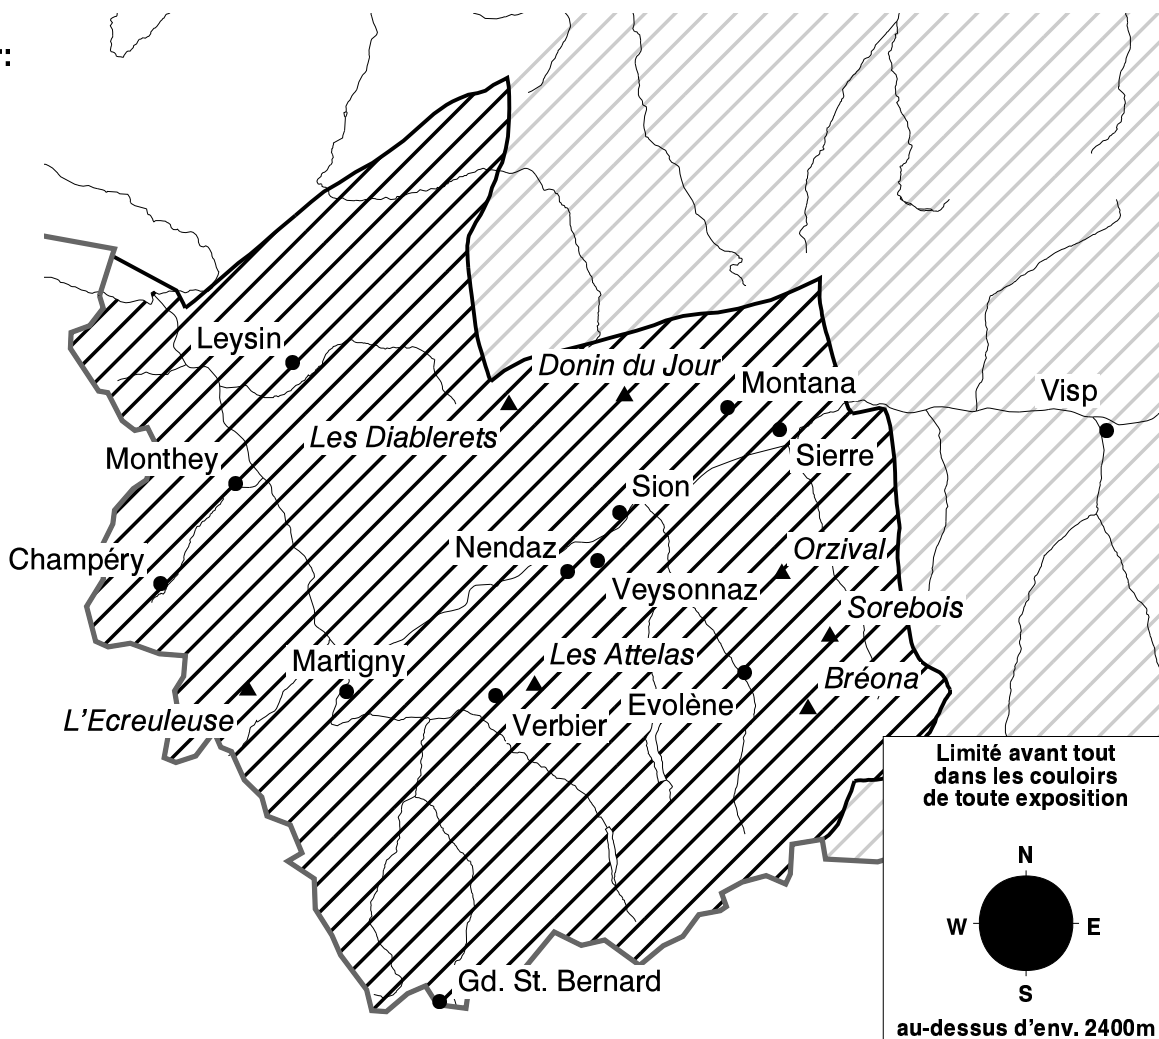 Leysin
Donin du Jour
Montana
Visp
Les Diablerets
Sierre
Monthey
Sion
Nendaz
Orzival
Champéry
Veysonnaz
Sorebois
Martigny
Les Attelas
Bréona
L'Ecreuleuse
Verbier
Evolène
Limité avant tout
dans les couloirs
de toute exposition
N
W E
S
Gd. St. Bernard
au-dessus d'env. 2400m